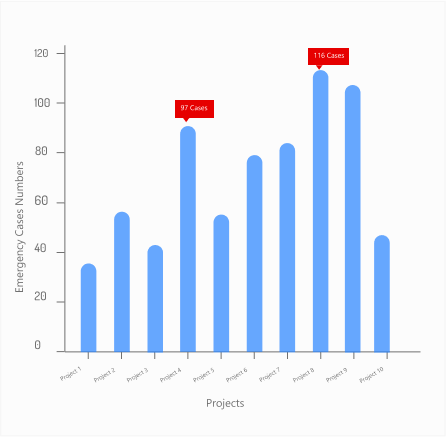 120
116 Cases
100
97 Cases
80
60
40
20
0
Emergency Cases Numbers
Project 1
Project 2
Project 3
Project 4
Project 5
Project 6
Project 7
Project 8
Project 9
Project 10
Projects